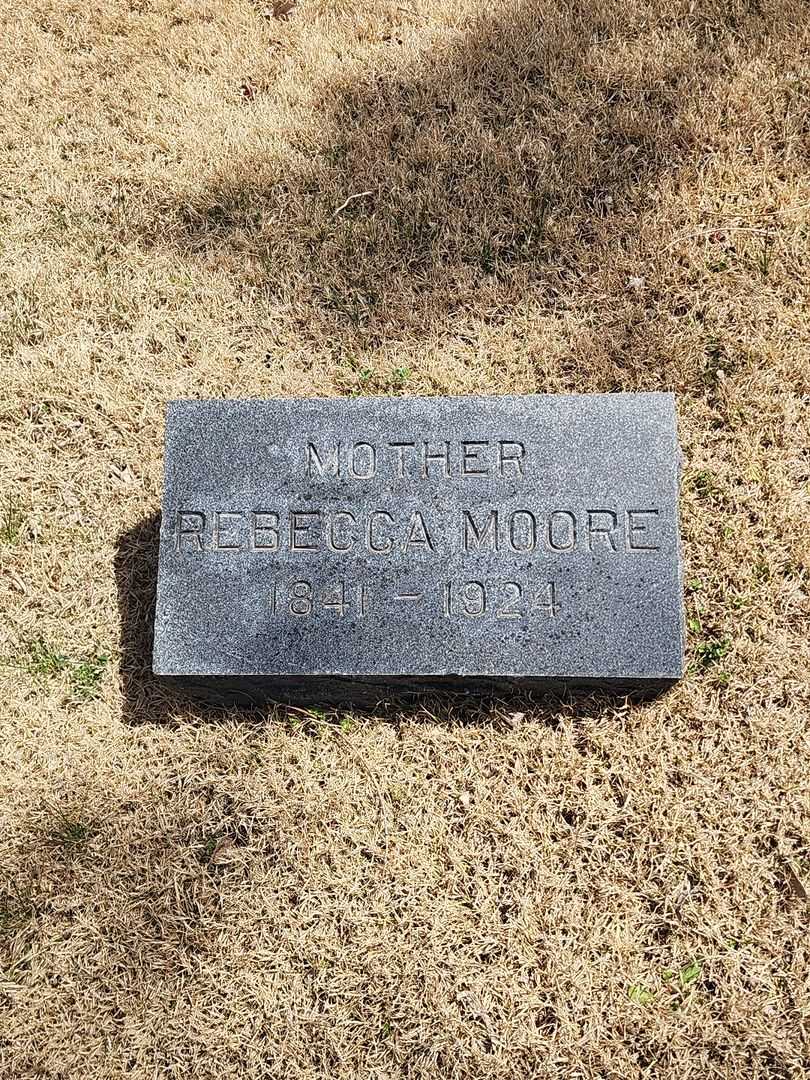 MOTHER
REBECCA MOORE
1841 - 1924